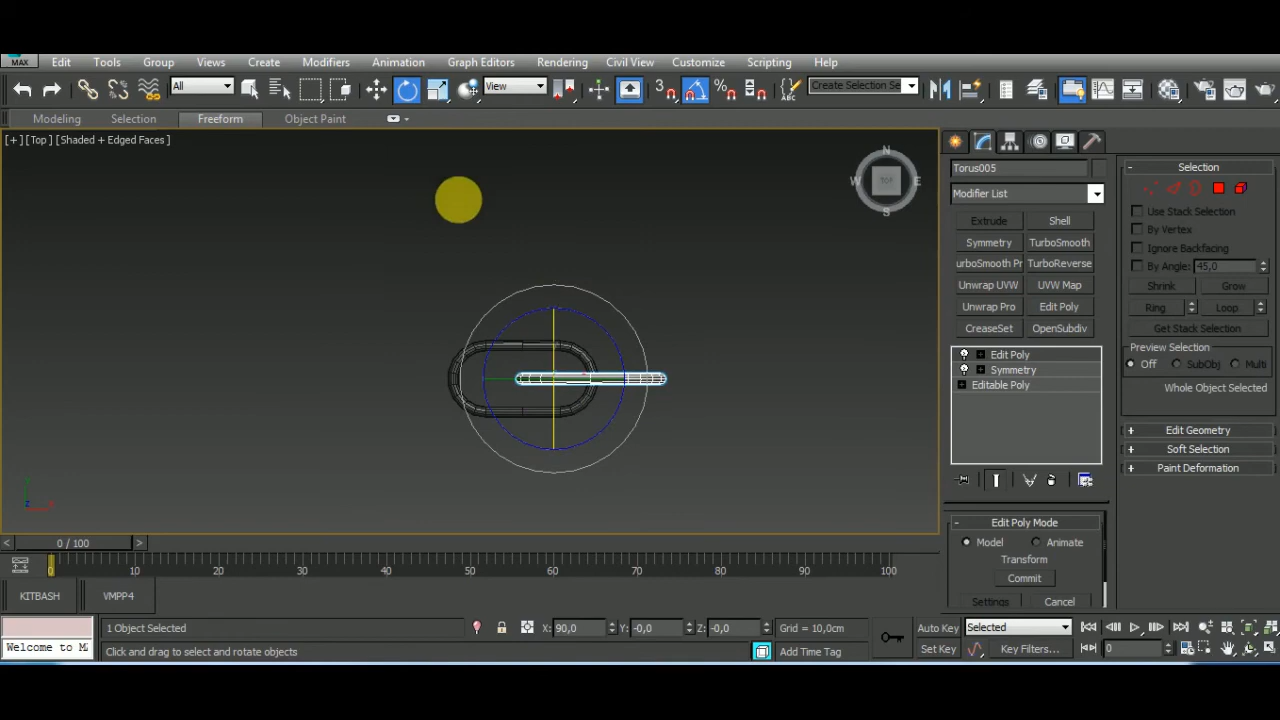 MAX Edit Tools Group Views Create Modifiers Animation Graph Editors Rendering Civil View Customize Scripting Help
All View 3 Create Selection Se
Modeling Selection Freeform Object Paint
[+] [Top] [Shaded + Edged Faces]
N
W TOP E
S
Torus005
Modifier List
Extrude Shell
Symmetry TurboSmooth
urboSmooth Pr TurboReverse
Unwrap UVW UVW Map
Unwrap Pro Edit Poly
CreaseSet OpenSubdiv
Edit Poly
Symmetry
Editable Poly
Edit Poly Mode
Model Animate
Transform
Commit
Settings Cancel
- Selection
Use Stack Selection
By Vertex
Ignore Backfacing
By Angle: 45,0
Shrink Grow
Ring Loop
Get Stack Selection
Preview Selection
Off SubObj Multi
Whole Object Selected
+ Edit Geometry
+ Soft Selection
+ Paint Deformation
< 0 / 100 >
0 10 20 30 40 50 60 70 80 90 100
KITBASH VMPP4
1 Object Selected X: 90,0 Y: -0,0 Z: -0,0 Grid = 10,0cm Auto Key Selected
Welcome to M Click and drag to select and rotate objects Add Time Tag Set Key Key Filters... 0